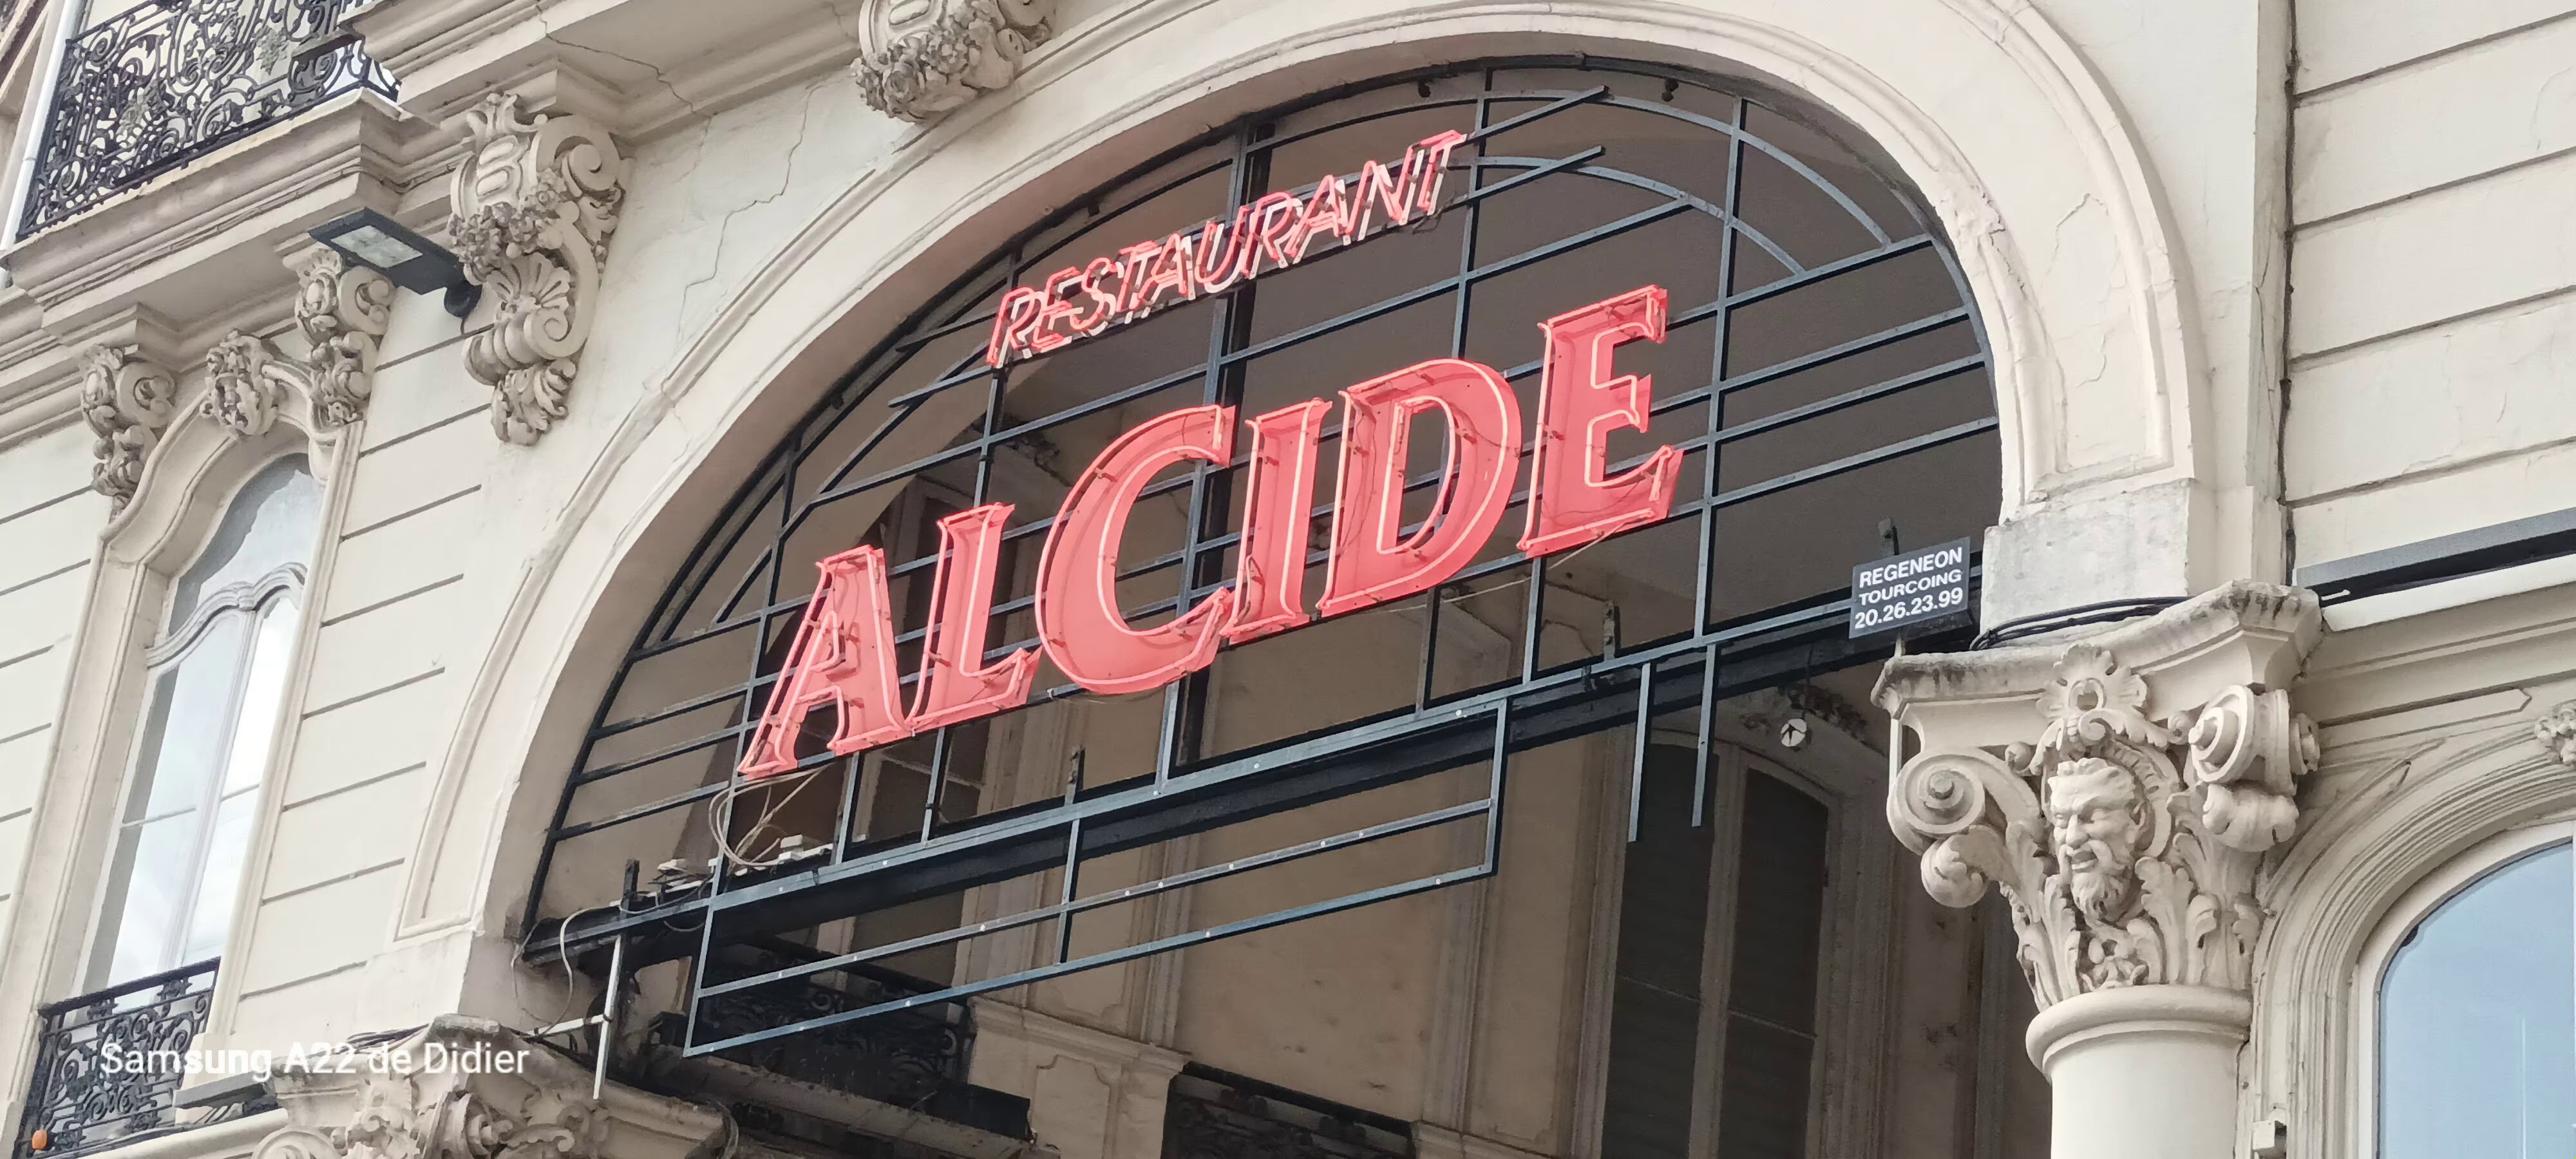 RESTAURANT
ALCIDE
REGENEON
TOURCOING
20.26.23.99
Samsung A22 de Didier